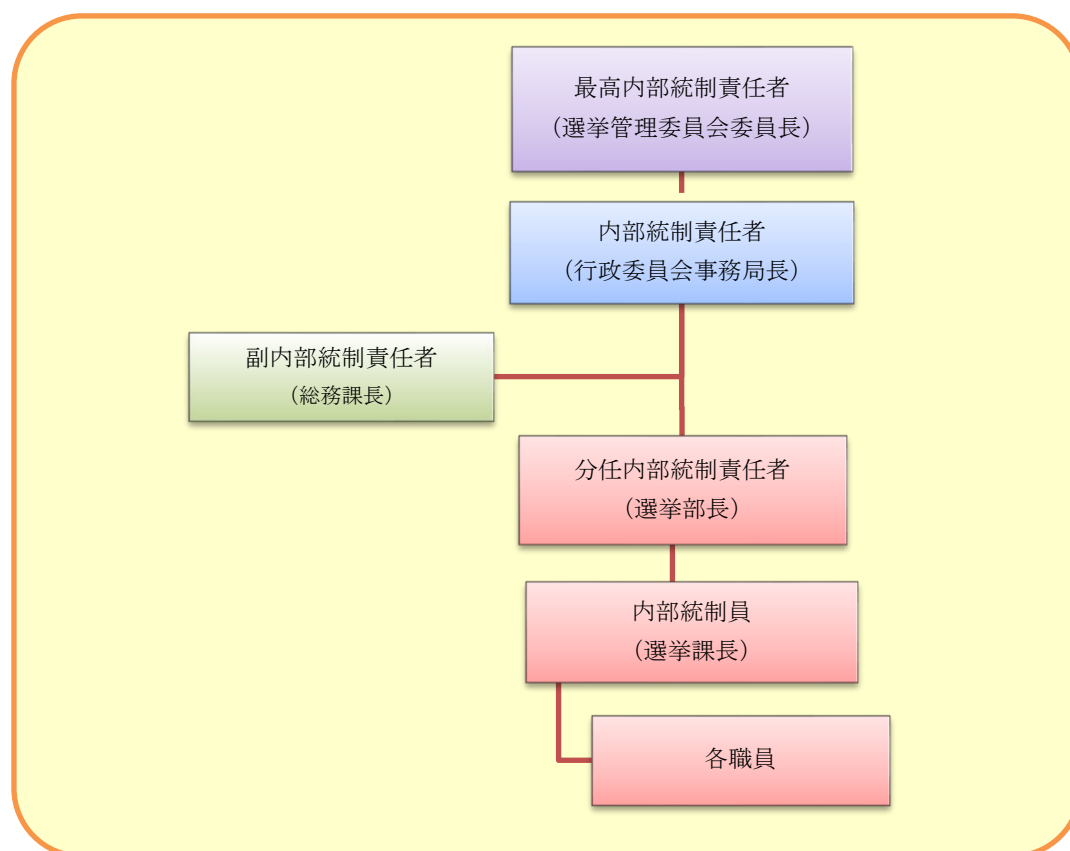 最高内部統制責任者
（選挙管理委員会委員長）
内部統制責任者
（行政委員会事務局長）
副内部統制責任者
（総務課長）
分任内部統制責任者
（選挙部長）
内部統制員
（選挙課長）
各職員